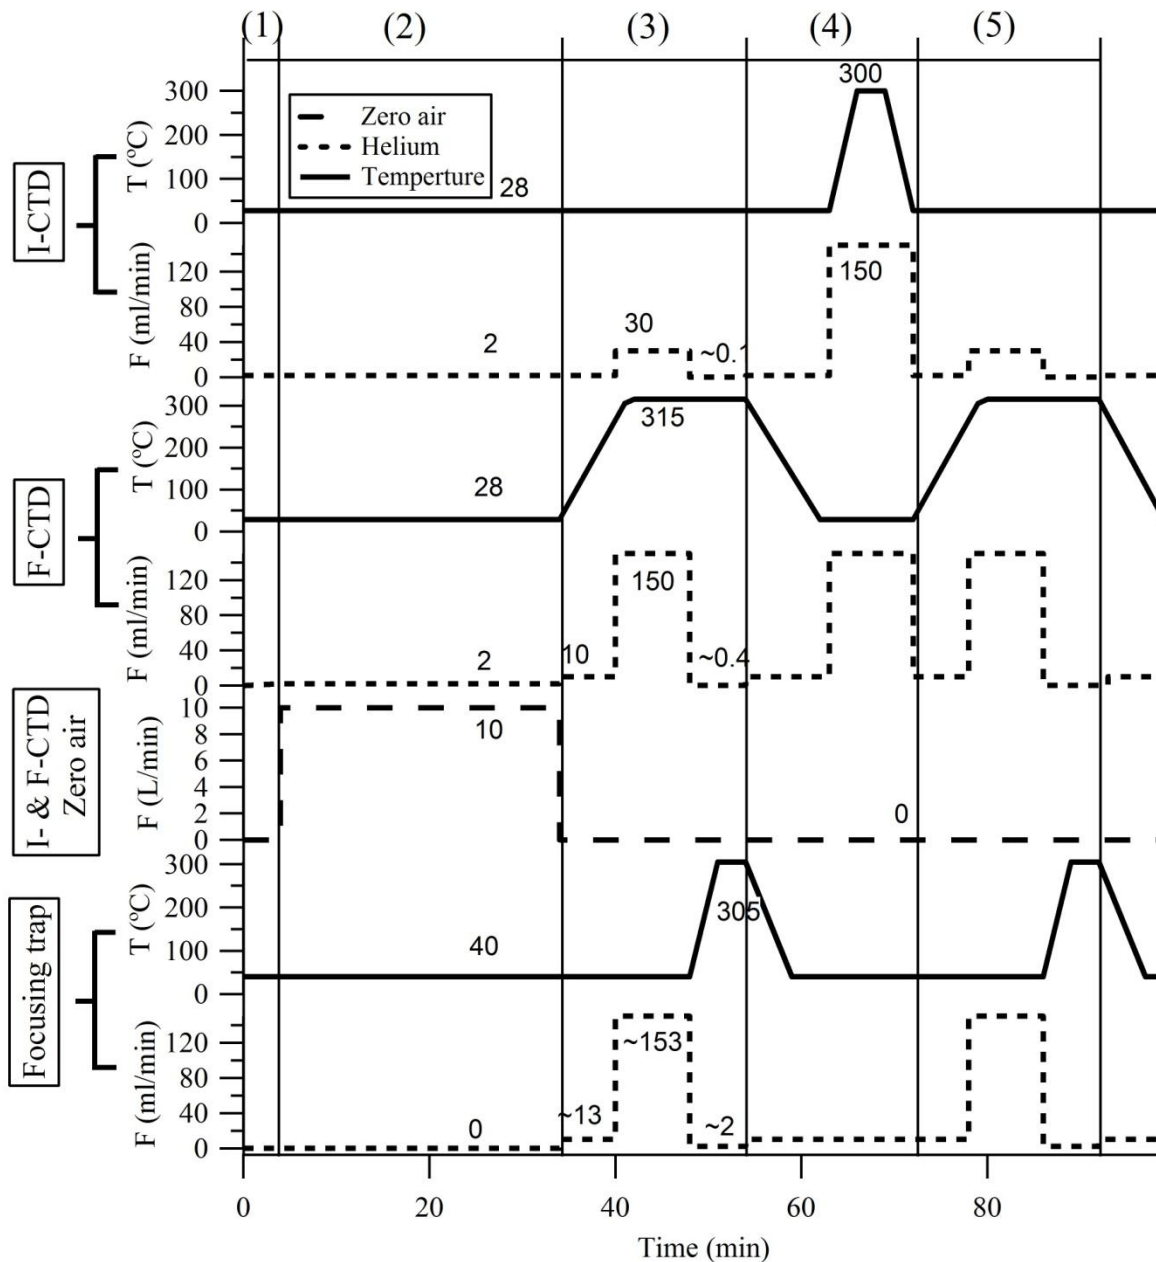 (1) (2) (3) (4) (5)
I-CTD
T (ºC)
300
200
100
0
Zero air
Helium
Temperture
28
300
F (ml/min)
120
80
40
0
2
30
~0.1
150
F-CTD
T (ºC)
300
200
100
0
28
315
F (ml/min)
120
80
40
0
2
10
150
~0.4
I- & F-CTD
Zero air
F (L/min)
10
8
6
4
2
0
10
0
Focusing trap
T (ºC)
300
200
100
0
40
305
F (ml/min)
120
80
40
0
0
~13
~153
~2
0 20 40 60 80
Time (min)